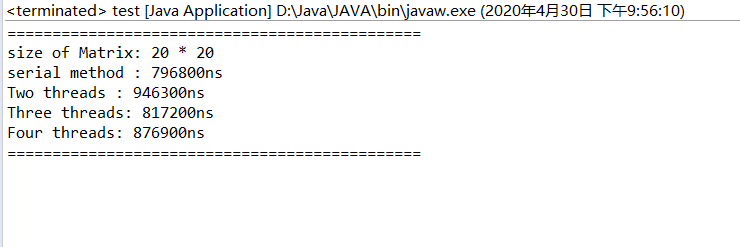 <terminated> test [Java Application] D:\Java\JAVA\bin\javaw.exe (2020年4月30日 下午9:56:10)
==============================================
size of Matrix: 20 * 20
serial method : 796800ns
Two threads : 946300ns
Three threads: 817200ns
Four threads: 876900ns
==============================================